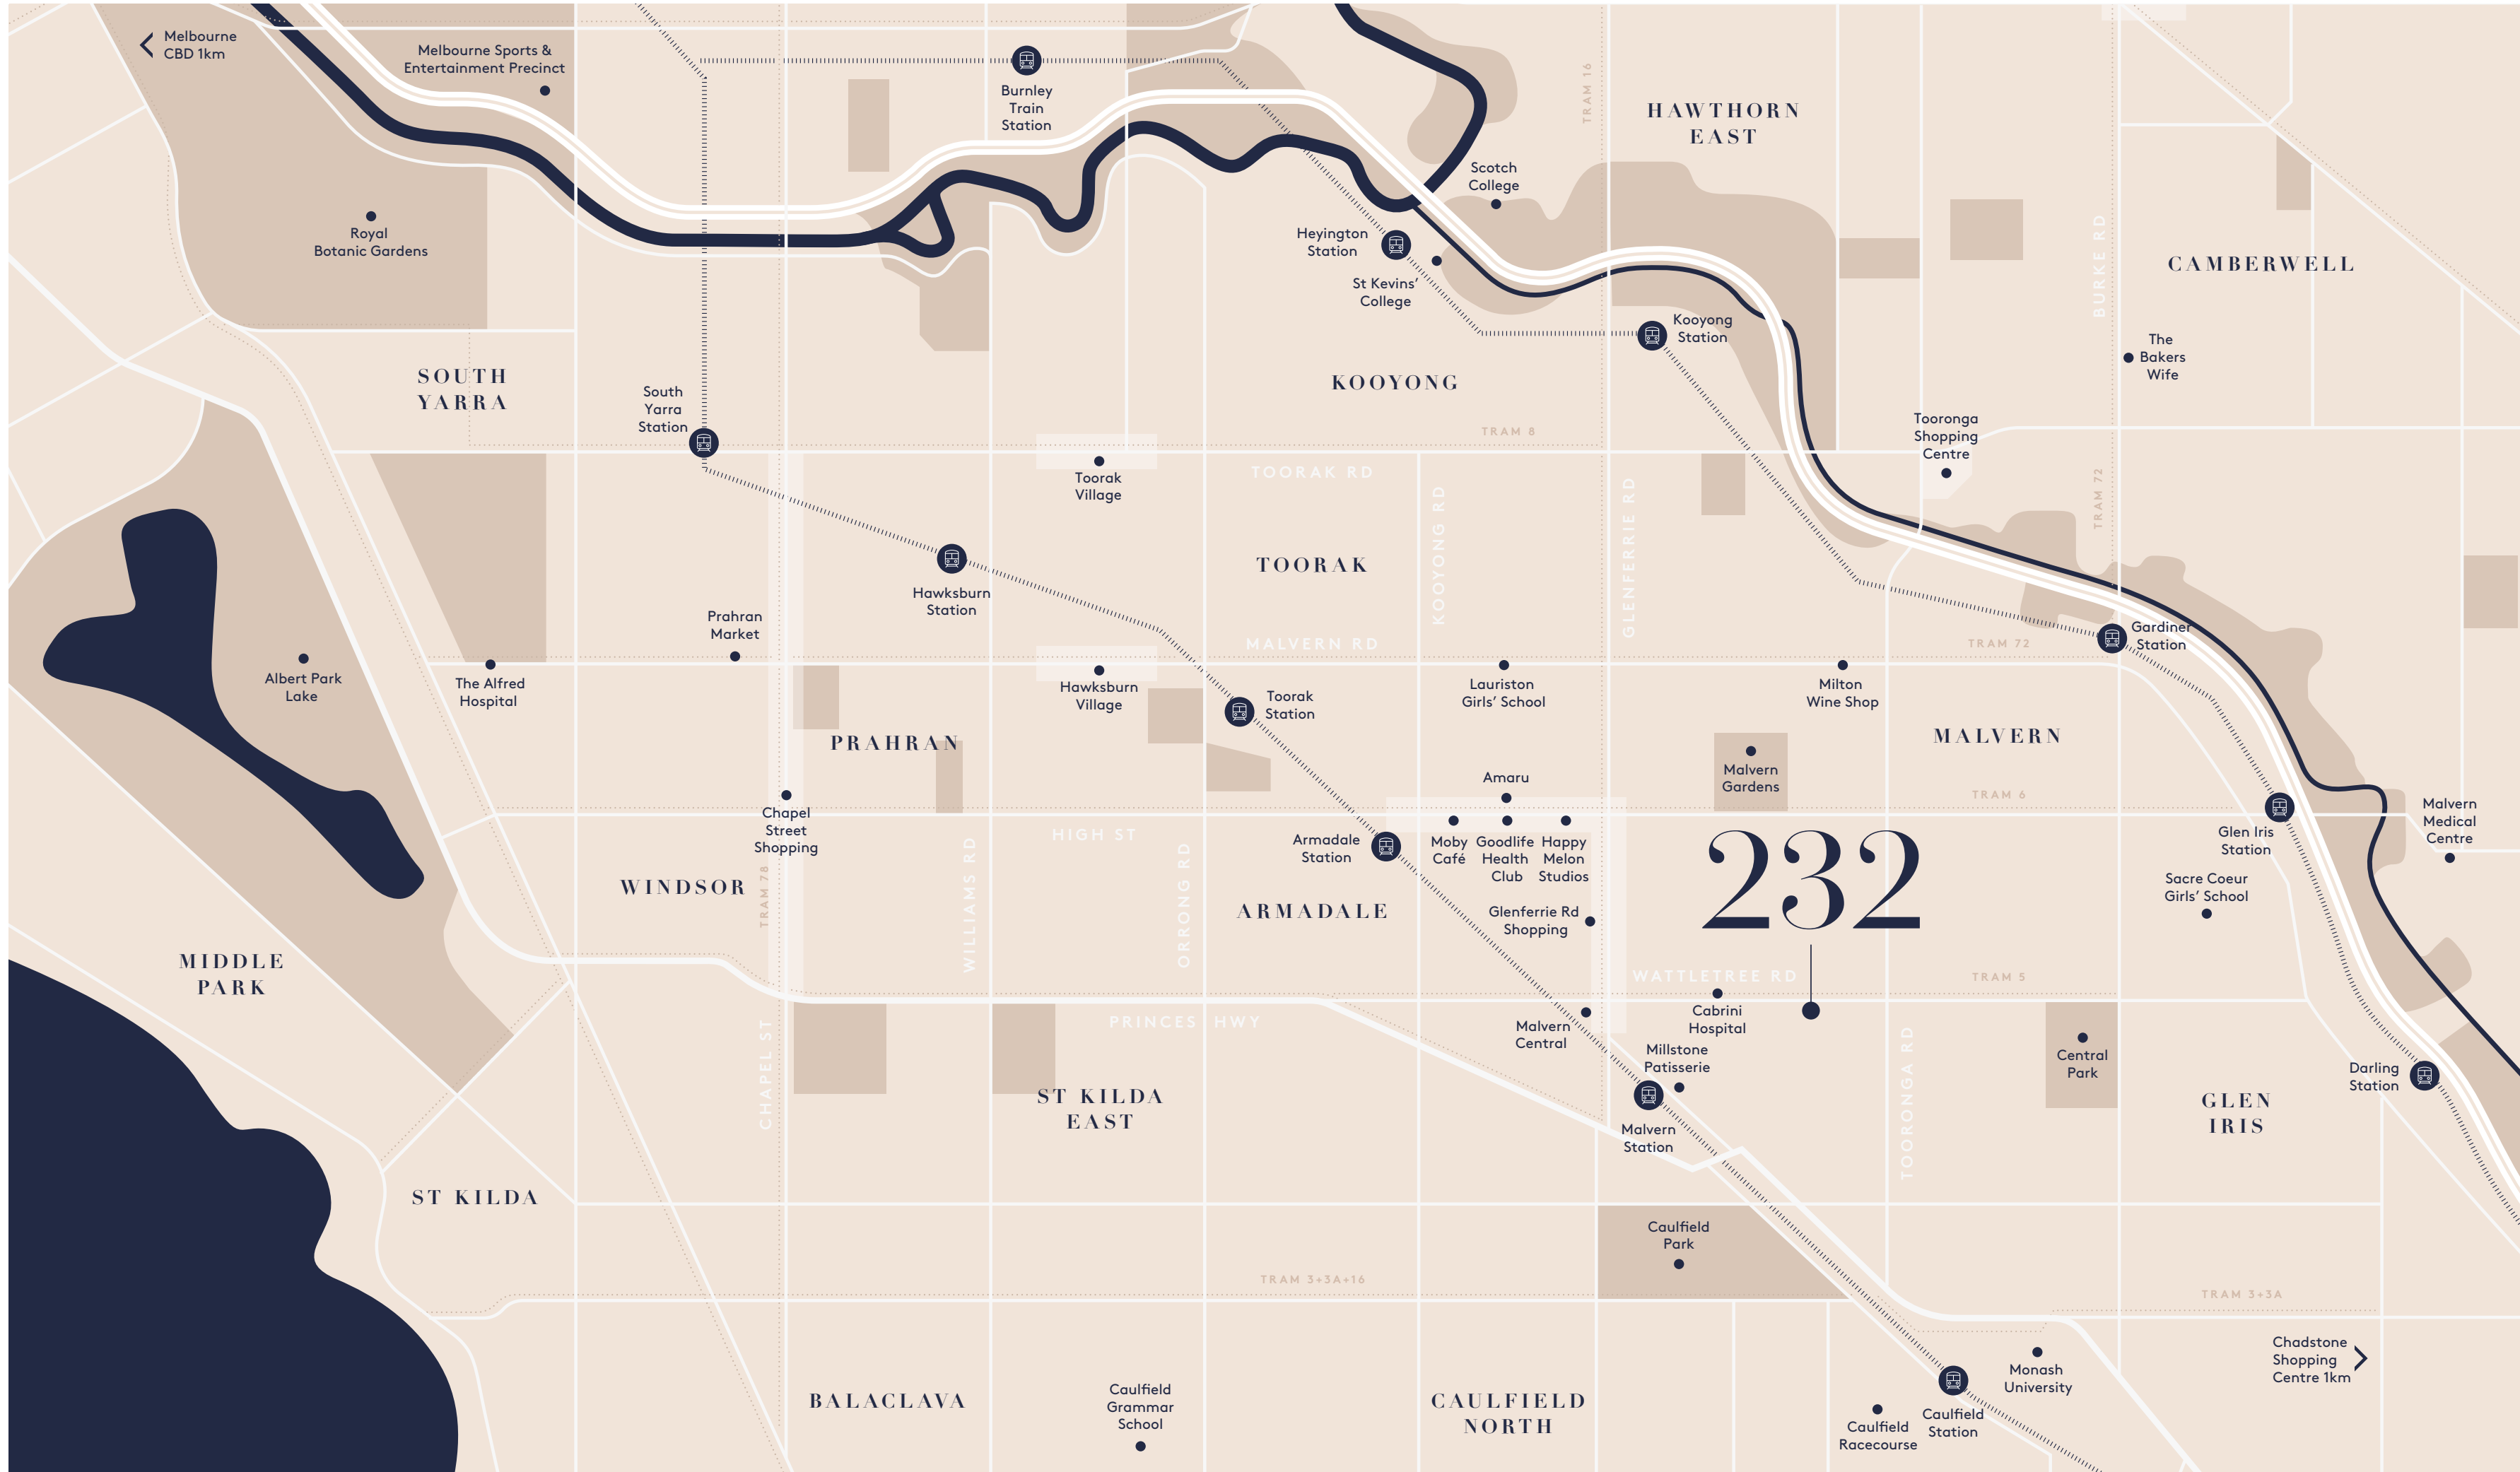 Melbourne
CBD 1km
Melbourne Sports &
Entertainment Precinct
Burnley
Train
Station
TRAM 16
HAWTHORN
EAST
Scotch
College
Royal
Botanic Gardens
Heyington
Station
St Kevins'
College
Kooyong
Station
BURKE RD
CAMBERWELL
The
Bakers
Wife
SOUTH
YARRA
South
Yarra
Station
KOOYONG
TRAM 8
Tooronga
Shopping
Centre
Toorak
Village
TOORAK RD
KOOYONG RD
GLENFERRIE RD
TRAM 72
Hawksburn
Station
TOORAK
Prahran
Market
MALVERN RD
TRAM 72
Gardiner
Station
Albert Park
Lake
The Alfred
Hospital
Hawksburn
Village
Toorak
Station
Lauriston
Girls' School
Milton
Wine Shop
PRAHRAN
MALVERN
Malvern
Gardens
Amaru
TRAM 6
Chapel
Street
Shopping
HIGH ST
Armadale
Station
Moby
Café
Goodlife
Health
Club
Happy
Melon
Studios
232
Glen Iris
Station
Malvern
Medical
Centre
WINDSOR
TRAM 78
WILLIAMS RD
ORRONG RD
ARMADALE
Glenferrie Rd
Shopping
Sacre Coeur
Girls' School
MIDDLE
PARK
WATTLETREE RD
TRAM 5
PRINCES HWY
CHAPEL ST
Malvern
Central
Cabrini
Hospital
Millstone
Patisserie
TOORONGA RD
Central
Park
Darling
Station
ST KILDA
EAST
Malvern
Station
GLEN
IRIS
ST KILDA
Caulfield
Park
TRAM 3+3A+16
TRAM 3+3A
Chadstone
Shopping
Centre 1km
Monash
University
BALACLAVA
Caulfield
Grammar
School
CAULFIELD
NORTH
Caulfield
Racecourse
Caulfield
Station